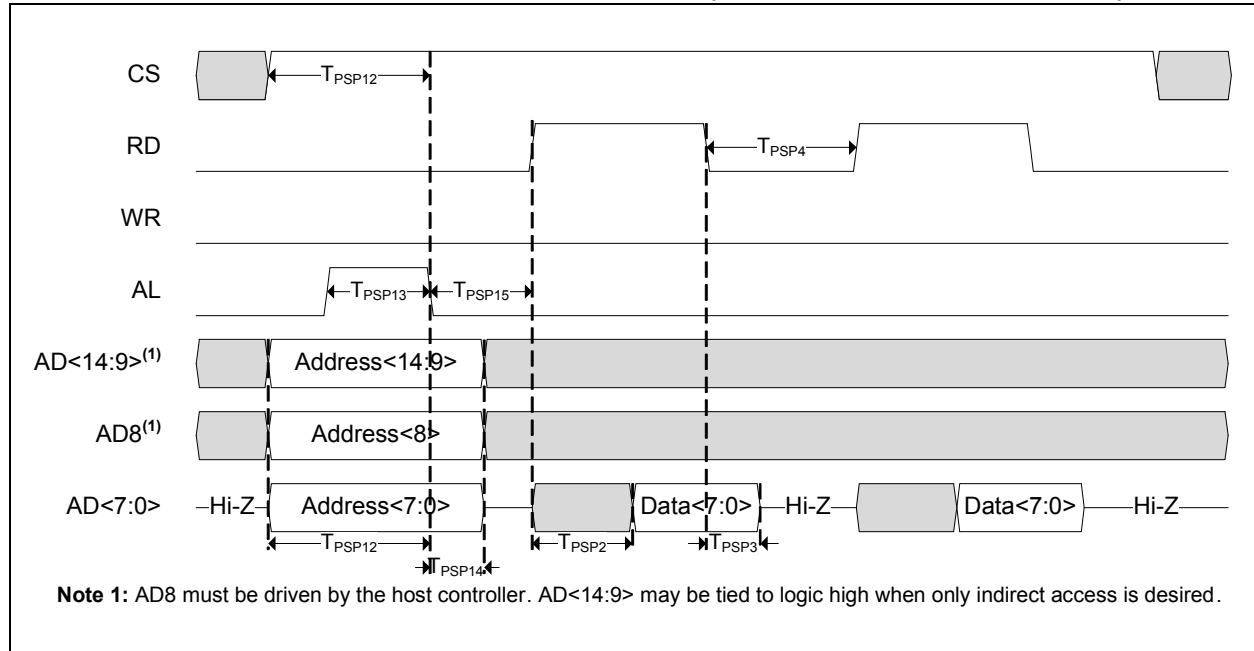 CS
T_PSP12
RD
T_PSP4
WR
AL
T_PSP13
T_PSP15
AD<14:9>(1)
Address<14:9>
AD8(1)
Address<8>
AD<7:0>
Hi-Z
Address<7:0>
Data<7:0>
Hi-Z
Data<7:0>
Hi-Z
T_PSP12
T_PSP2
T_PSP3
T_PSP14
Note 1: AD8 must be driven by the host controller. AD<14:9> may be tied to logic high when only indirect access is desired.